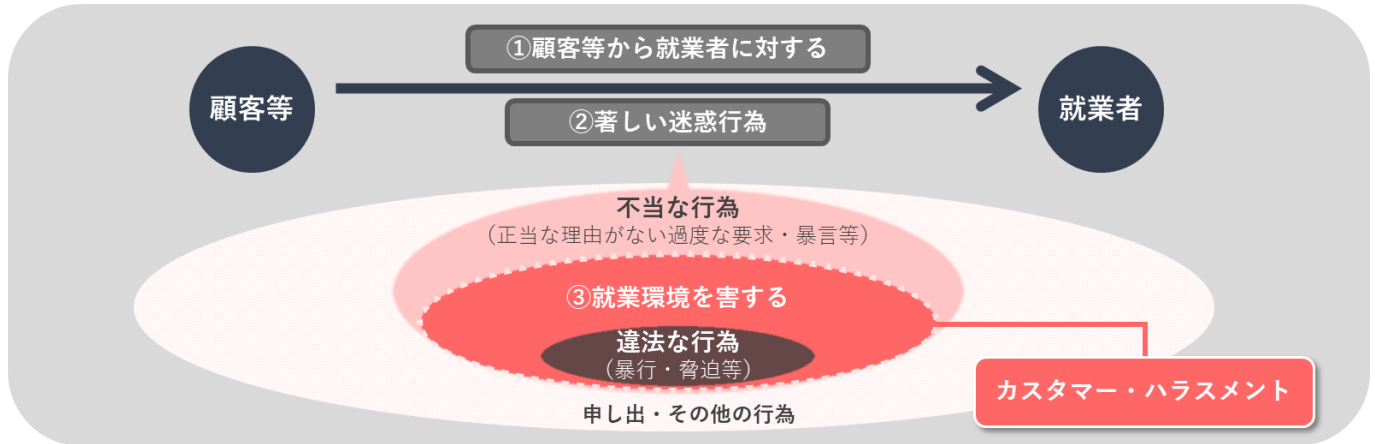 ①顧客等から就業者に対する
顧客等
就業者
②著しい迷惑行為
不当な行為
（正当な理由がない過度な要求・暴言等）
③就業環境を害する
違法な行為
（暴行・脅迫等）
カスタマー・ハラスメント
申し出・その他の行為